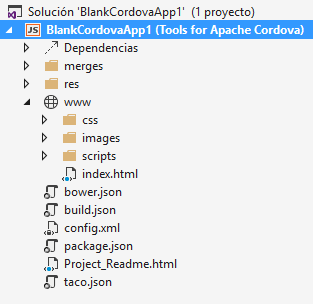 Solución 'BlankCordovaApp1' (1 proyecto)
JS BlankCordovaApp1 (Tools for Apache Cordova)
Dependencias
merges
res
www
css
images
scripts
index.html
bower.json
build.json
config.xml
package.json
Project_Readme.html
taco.json